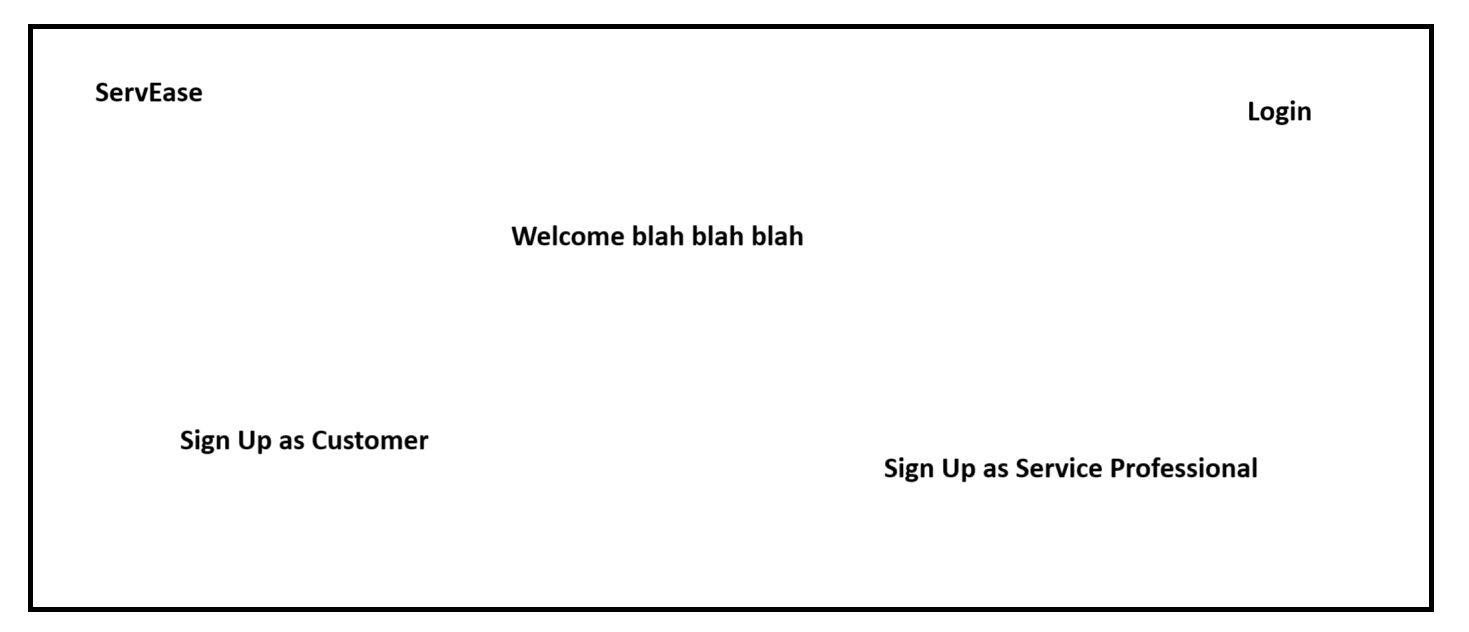 ServEase
Login
Welcome blah blah blah
Sign Up as Customer
Sign Up as Service Professional